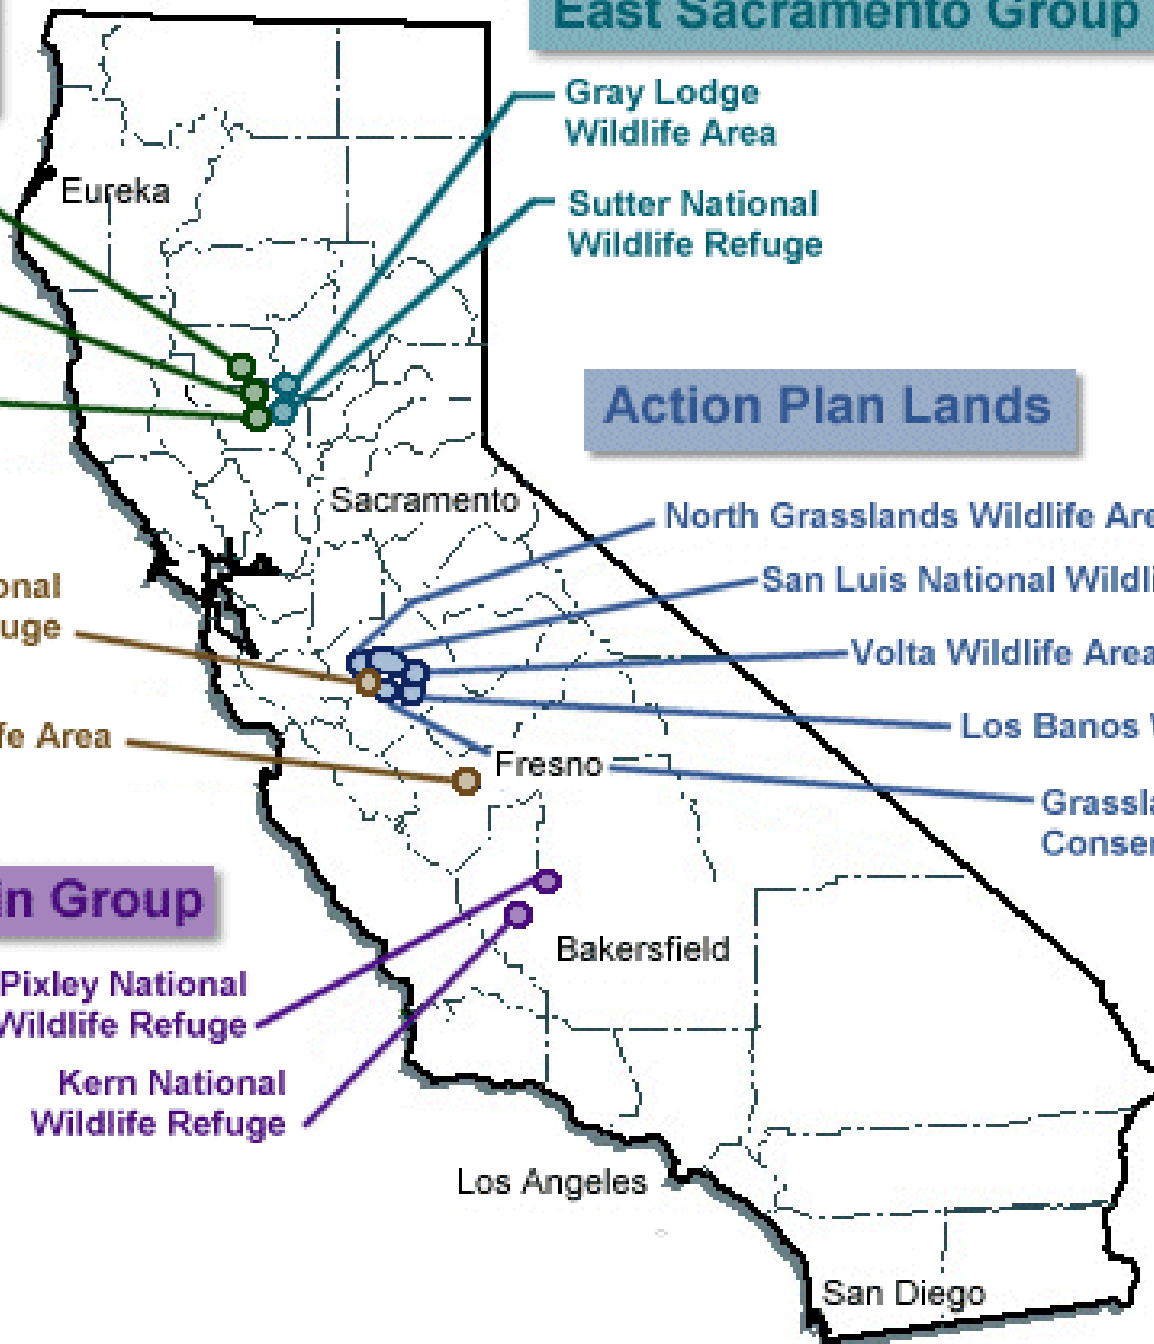 East Sacramento Group
Gray Lodge
Wildlife Area
Eureka
Sutter National
Wildlife Refuge
Action Plan Lands
Sacramento
North Grasslands Wildlife Are
San Luis National Wildli
onal
uge
Volta Wildlife Area
Los Banos W
fe Area
Fresno
Grassla
Conser
in Group
Bakersfield
Pixley National
Wildlife Refuge
Kern National
Wildlife Refuge
Los Angeles
San Diego